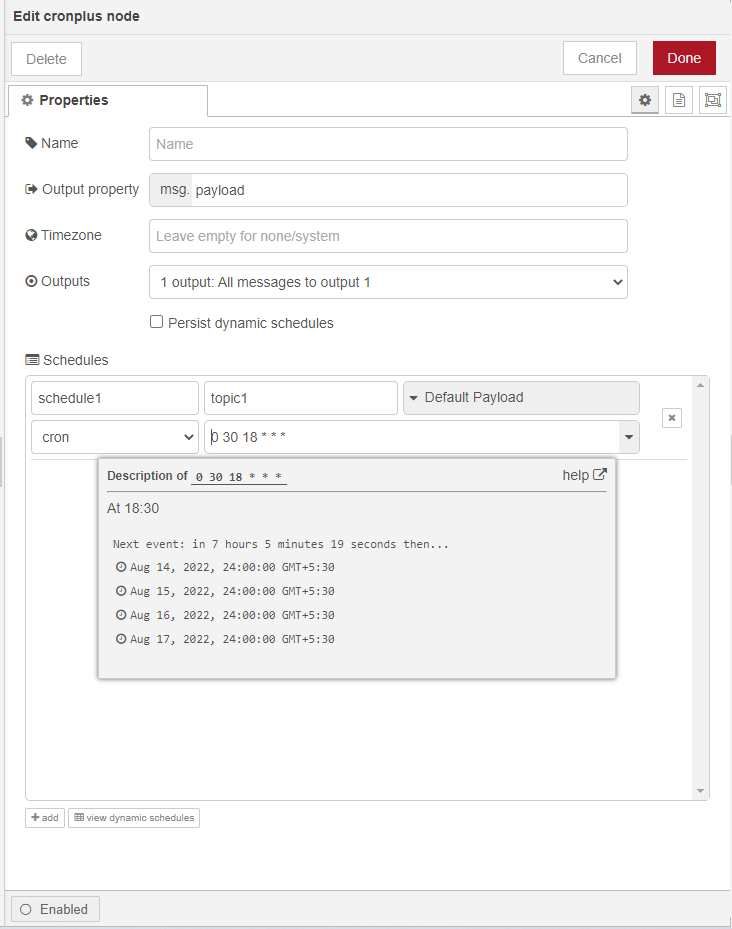 Edit cronplus node
Delete
Cancel
Done
Properties
Name
Name
Output property
msg. payload
Timezone
Leave empty for none/system
Outputs
1 output: All messages to output 1
Persist dynamic schedules
Schedules
schedule1
topic1
Default Payload
cron
0 30 18 * * *
Description of 0 30 18 * * *
help
At 18:30
Next event: in 7 hours 5 minutes 19 seconds then...
Aug 14, 2022, 24:00:00 GMT+5:30
Aug 15, 2022, 24:00:00 GMT+5:30
Aug 16, 2022, 24:00:00 GMT+5:30
Aug 17, 2022, 24:00:00 GMT+5:30
add
view dynamic schedules
Enabled